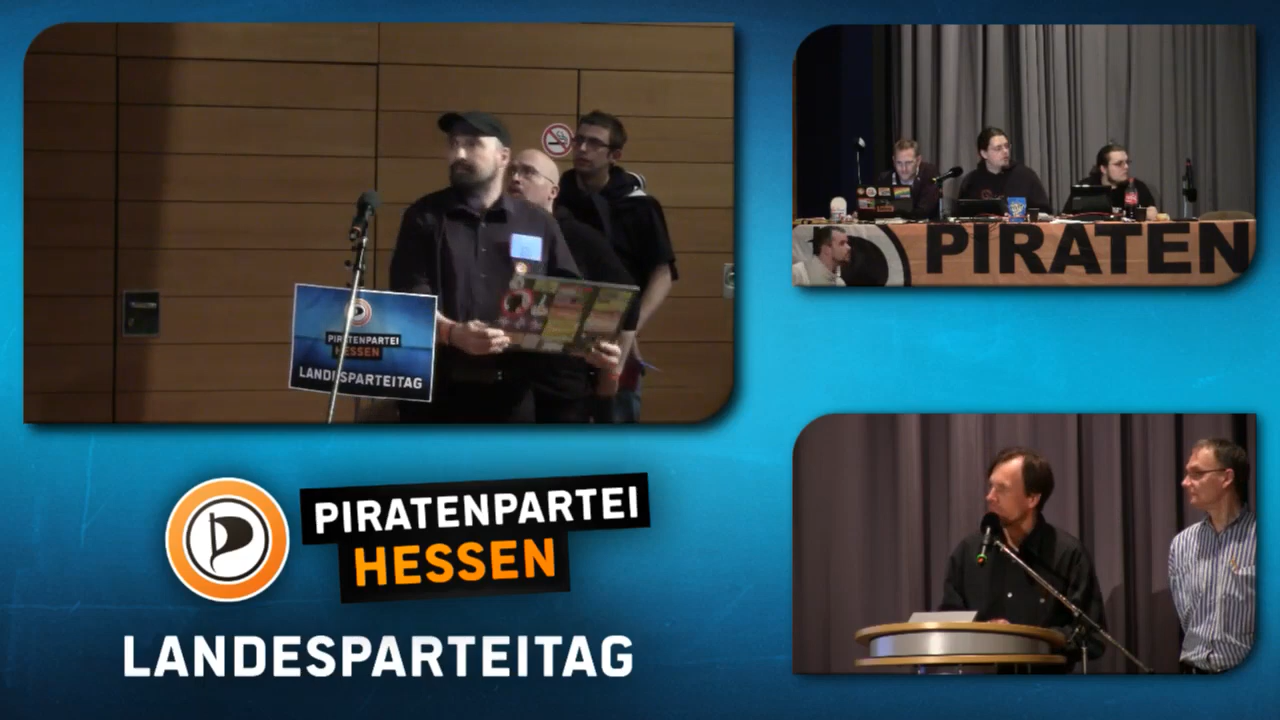 PIRATENPARTEI
HESSEN
LANDESPARTEITAG
PIRATEN
PIRATENPARTEI
HESSEN
LANDESPARTEITAG